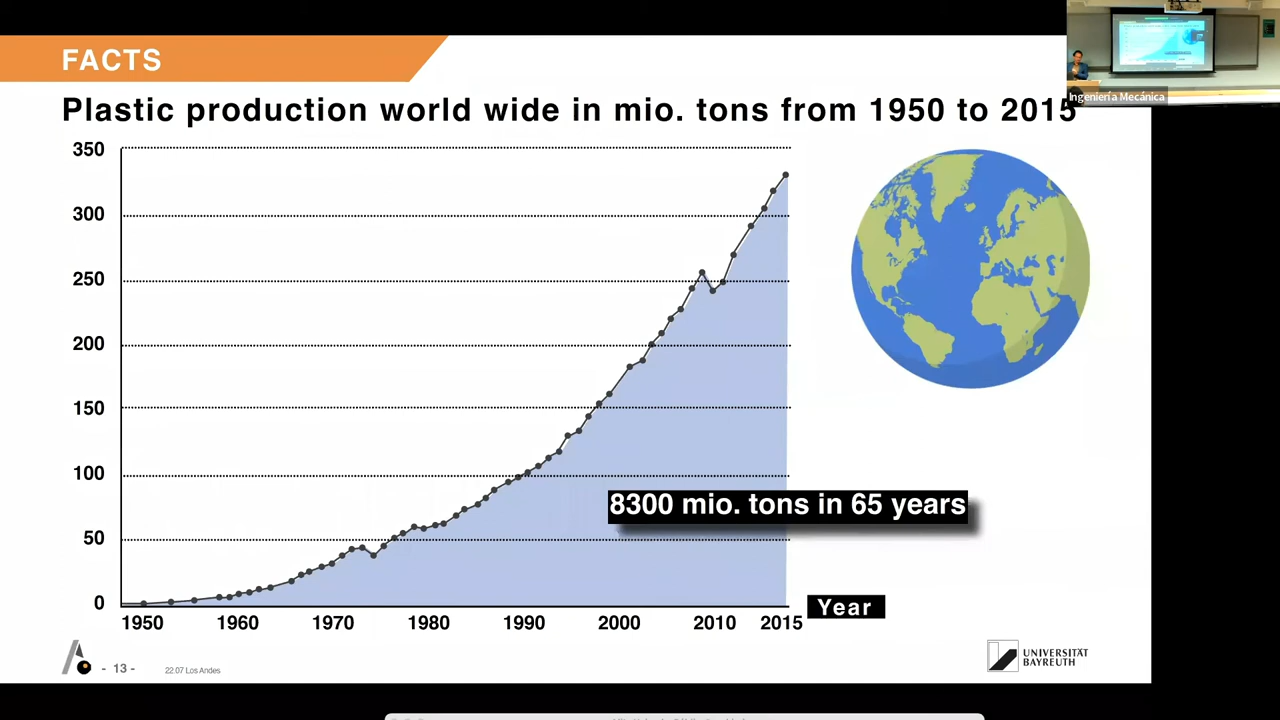 FACTS
Plastic production world wide in mio. tons from 1950 to 2015
Ingeniería Mecánica
350
300
250
200
150
100
50
0
8300 mio. tons in 65 years
1950 1960 1970 1980 1990 2000 2010 2015
Year
- 13 -
22.07 Los Andes
UNIVERSITÄT
BAYREUTH